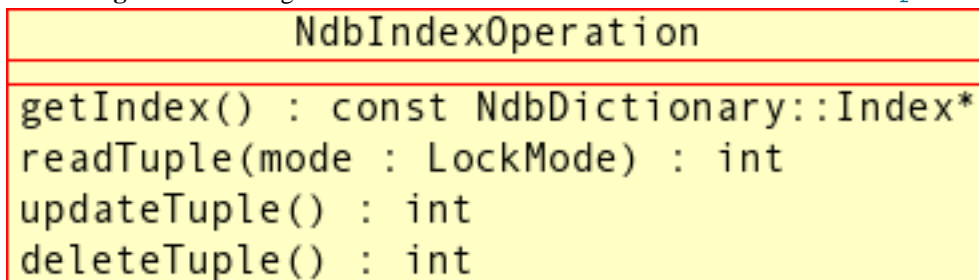 NdbIndexOperation
getIndex() : const NdbDictionary::Index*
readTuple(mode : LockMode) : int
updateTuple() : int
deleteTuple() : int